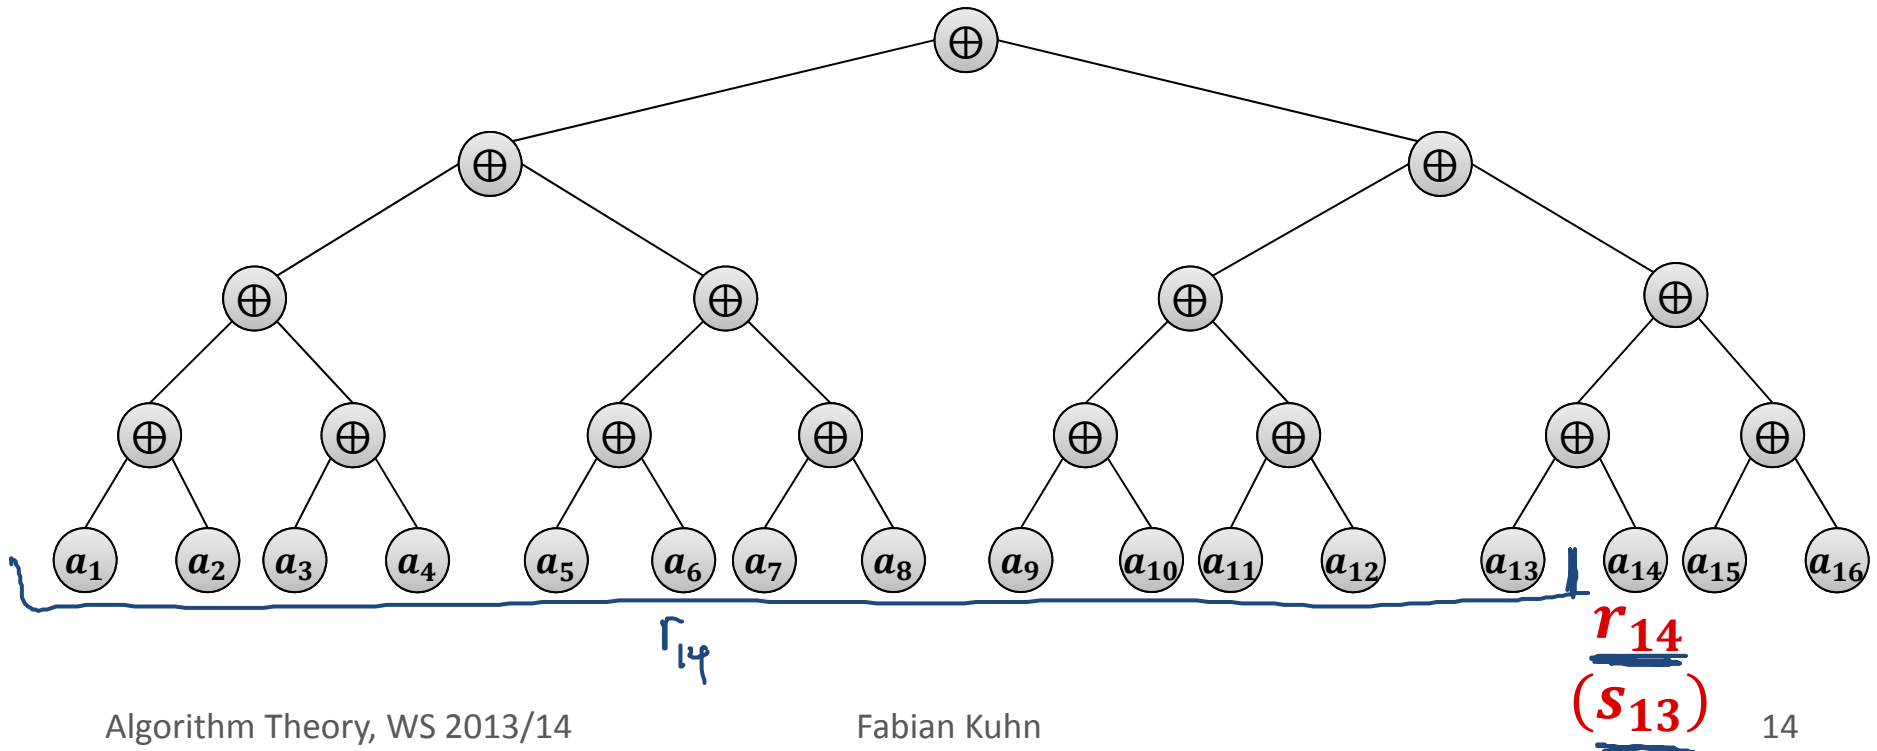 ⊕
⊕ ⊕
⊕ ⊕ ⊕ ⊕
⊕ ⊕ ⊕ ⊕ ⊕ ⊕ ⊕ ⊕
a₁ a₂ a₃ a₄ a₅ a₆ a₇ a₈ a₉ a₁₀ a₁₁ a₁₂ a₁₃ a₁₄ a₁₅ a₁₆
r₁₄ r₁₄
(s₁₃)
Algorithm Theory, WS 2013/14 Fabian Kuhn 14